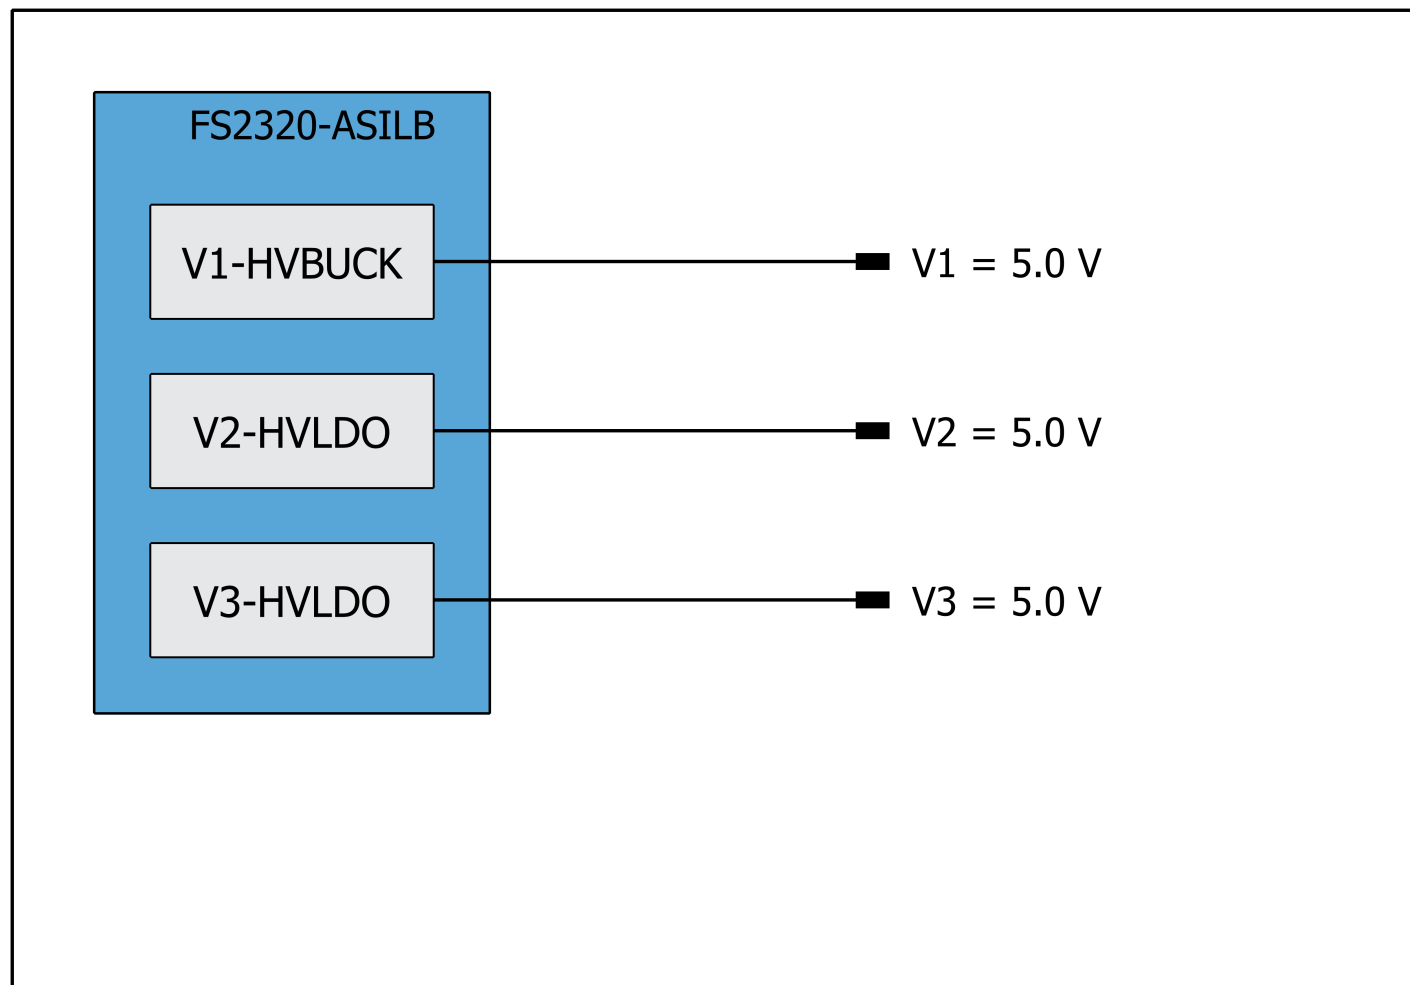 FS2320-ASILB
V1-HVBUCK
V1 = 5.0 V
V2-HVLDO
V2 = 5.0 V
V3-HVLDO
V3 = 5.0 V